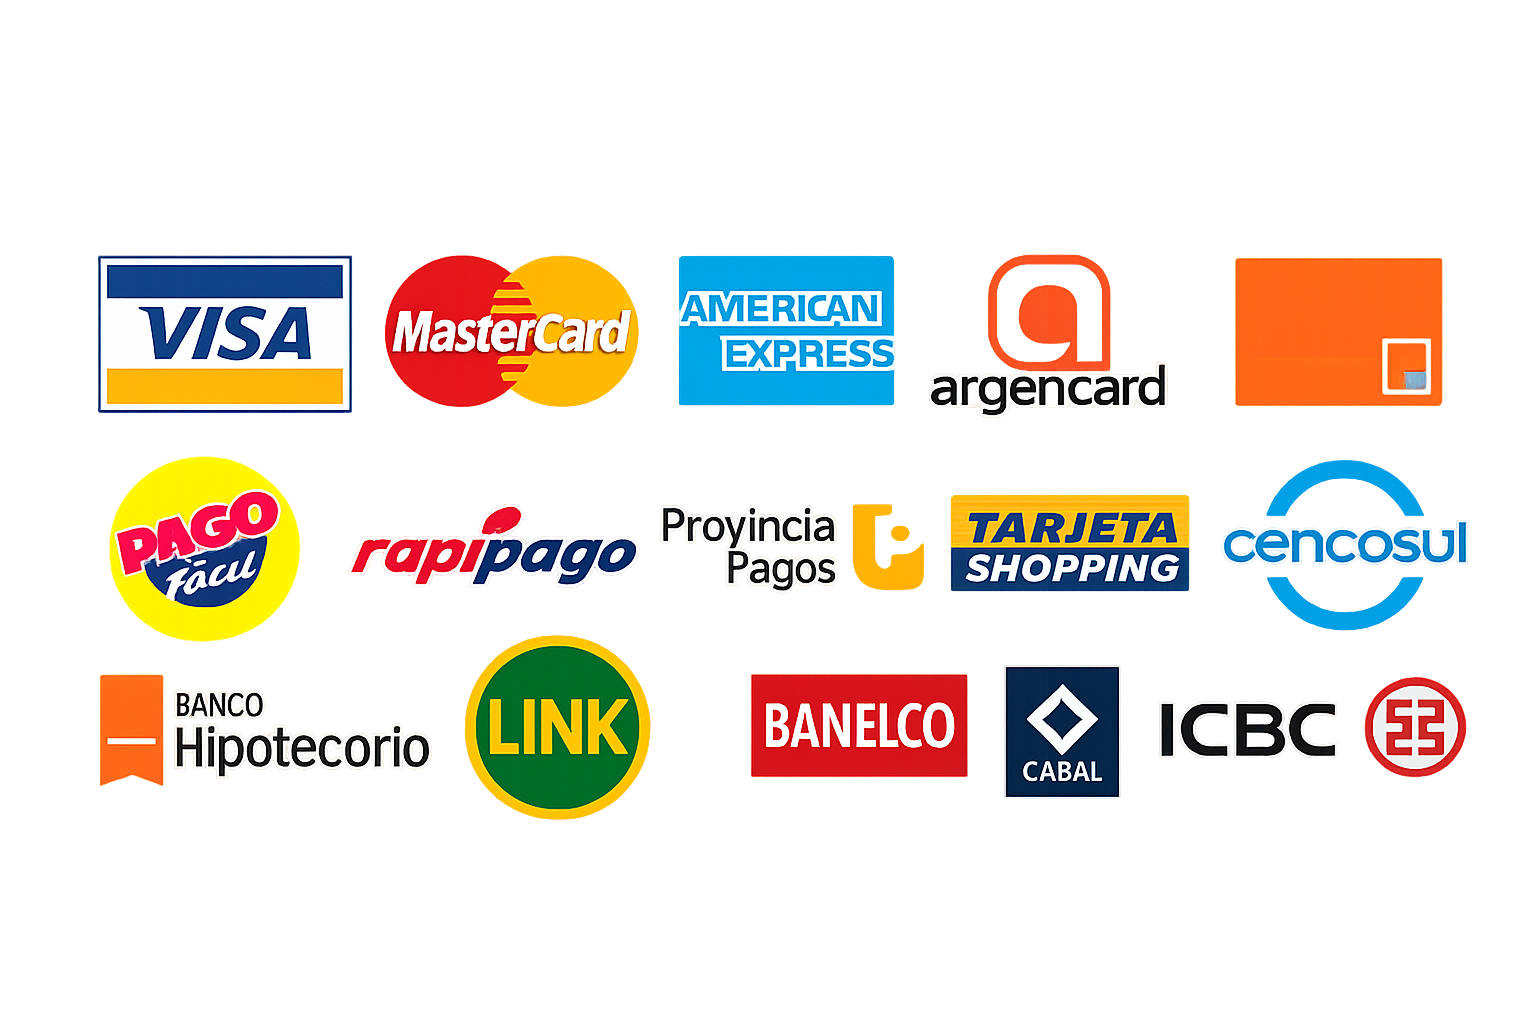 VISA
MasterCard
AMERICAN
EXPRESS
argencard
PAGO
Fácil
rapipago
Proyincia
Pagos
TARJETA
SHOPPING
cencosul
BANCO
Hipotecorio
LINK
BANELCO
CABAL
ICBC